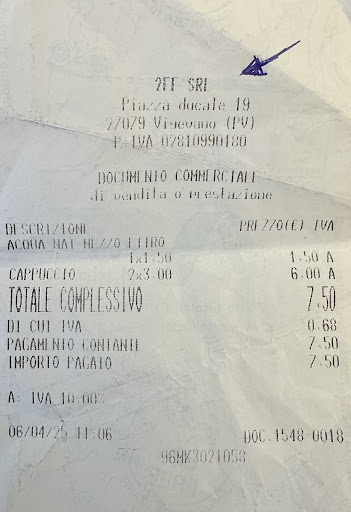 2FF SRL
Piazza ducale 19
27029 Vigevano (PV)
P. IVA 02810990180
DOCUMENTO COMMERCIALE
di vendita o prestazione
DESCRIZIONE PREZZO(€) IVA
ACQUA NAT MEZZO LITRO
1x1.50 1.50 A
CAPPUCCIO 2x3.00 6.00 A
TOTALE COMPLESSIVO 7,50
DI CUI IVA 0.68
PAGAMENTO CONTANTI 7,50
IMPORTO PAGATO 7,50
A: IVA 10.00%
06/04/25 11:06 DOC.1548-0018
96MK3021058